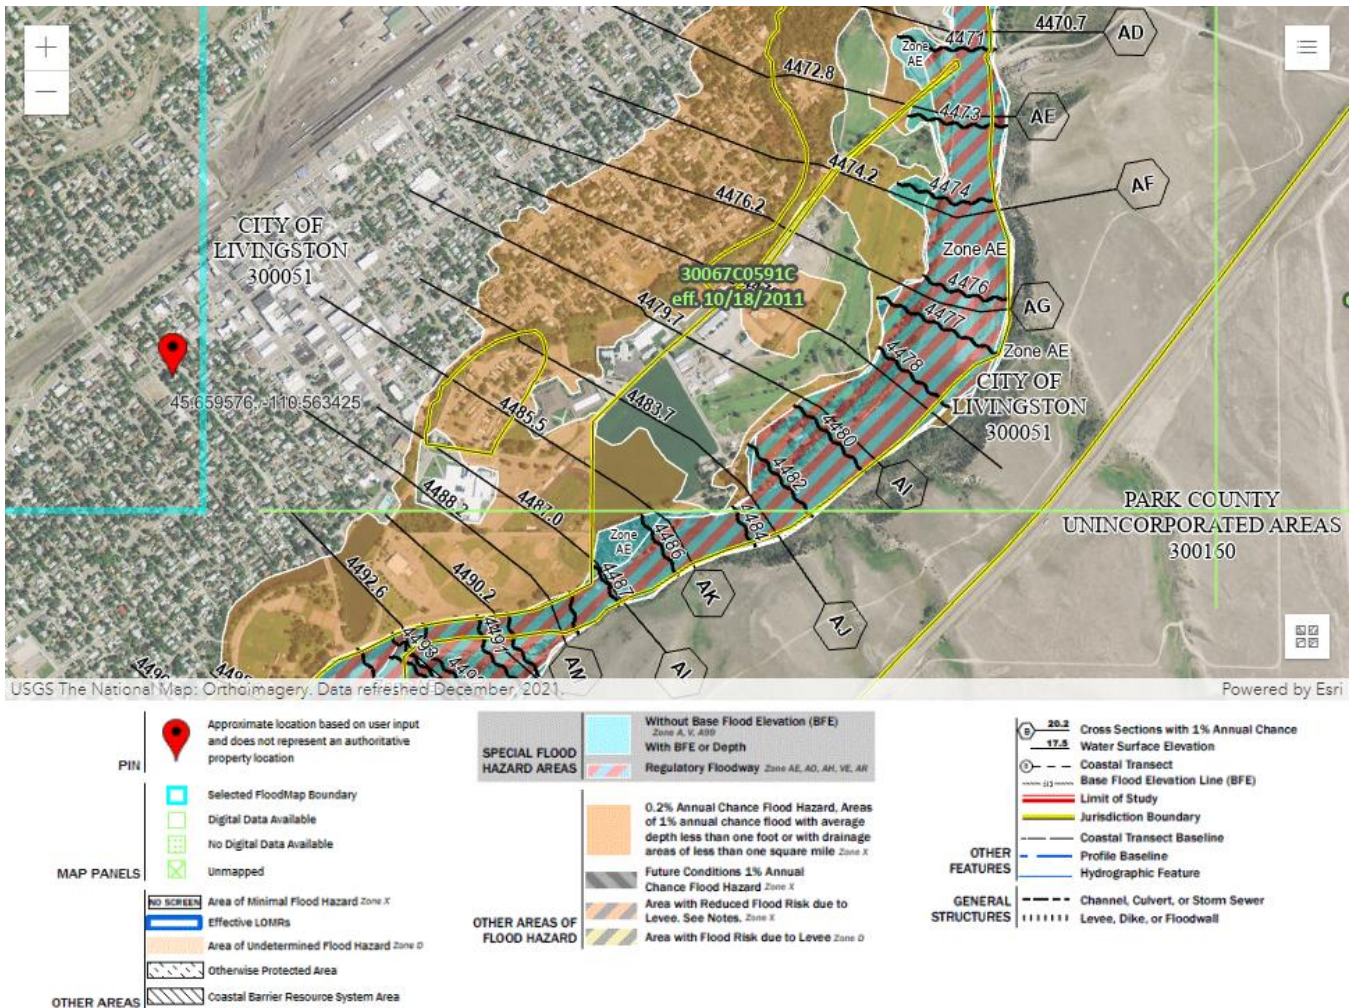 4470.7
AD
4471
Zone
AE
4472.8
4473
AE
4474.2
4474
AF
4476.2
CITY OF
LIVINGSTON
300051
Zone AE
30067C0591C
eff. 10/18/2011
4476
AG
4479.7
4477
Zone AE
4478
CITY OF
LIVINGSTON
300051
45.659576, -110.563425
4483.7
4485.5
4480
4482
AI
4487.0
4484
PARK COUNTY
UNINCORPORATED AREAS
300160
Zone
AE
4486
4492.6
4490.2
4487
AK
AJ
4493
4491
AM
USGS The National Map: Orthoimagery. Data refreshed December, 2021.
Powered by Esri
PIN
Approximate location based on user input
and does not represent an authoritative
property location
MAP PANELS
Selected FloodMap Boundary
Digital Data Available
No Digital Data Available
Unmapped
OTHER AREAS
NO SCREEN Area of Minimal Flood Hazard Zone X
Effective LOMRs
Area of Undetermined Flood Hazard Zone D
Otherwise Protected Area
Coastal Barrier Resource System Area
SPECIAL FLOOD
HAZARD AREAS
Without Base Flood Elevation (BFE)
Zone A, V, A99
With BFE or Depth
Regulatory Floodway Zone AE, AO, AH, VE, AR
OTHER AREAS OF
FLOOD HAZARD
0.2% Annual Chance Flood Hazard, Areas
of 1% annual chance flood with average
depth less than one foot or with drainage
areas of less than one square mile Zone X
Future Conditions 1% Annual
Chance Flood Hazard Zone X
Area with Reduced Flood Risk due to
Levee. See Notes. Zone X
Area with Flood Risk due to Levee Zone D
OTHER
FEATURES
B 20.2 Cross Sections with 1% Annual Chance
17.5 Water Surface Elevation
8 Coastal Transect
513 Base Flood Elevation Line (BFE)
Limit of Study
Jurisdiction Boundary
Coastal Transect Baseline
Profile Baseline
Hydrographic Feature
GENERAL
STRUCTURES
Channel, Culvert, or Storm Sewer
Levee, Dike, or Floodwall